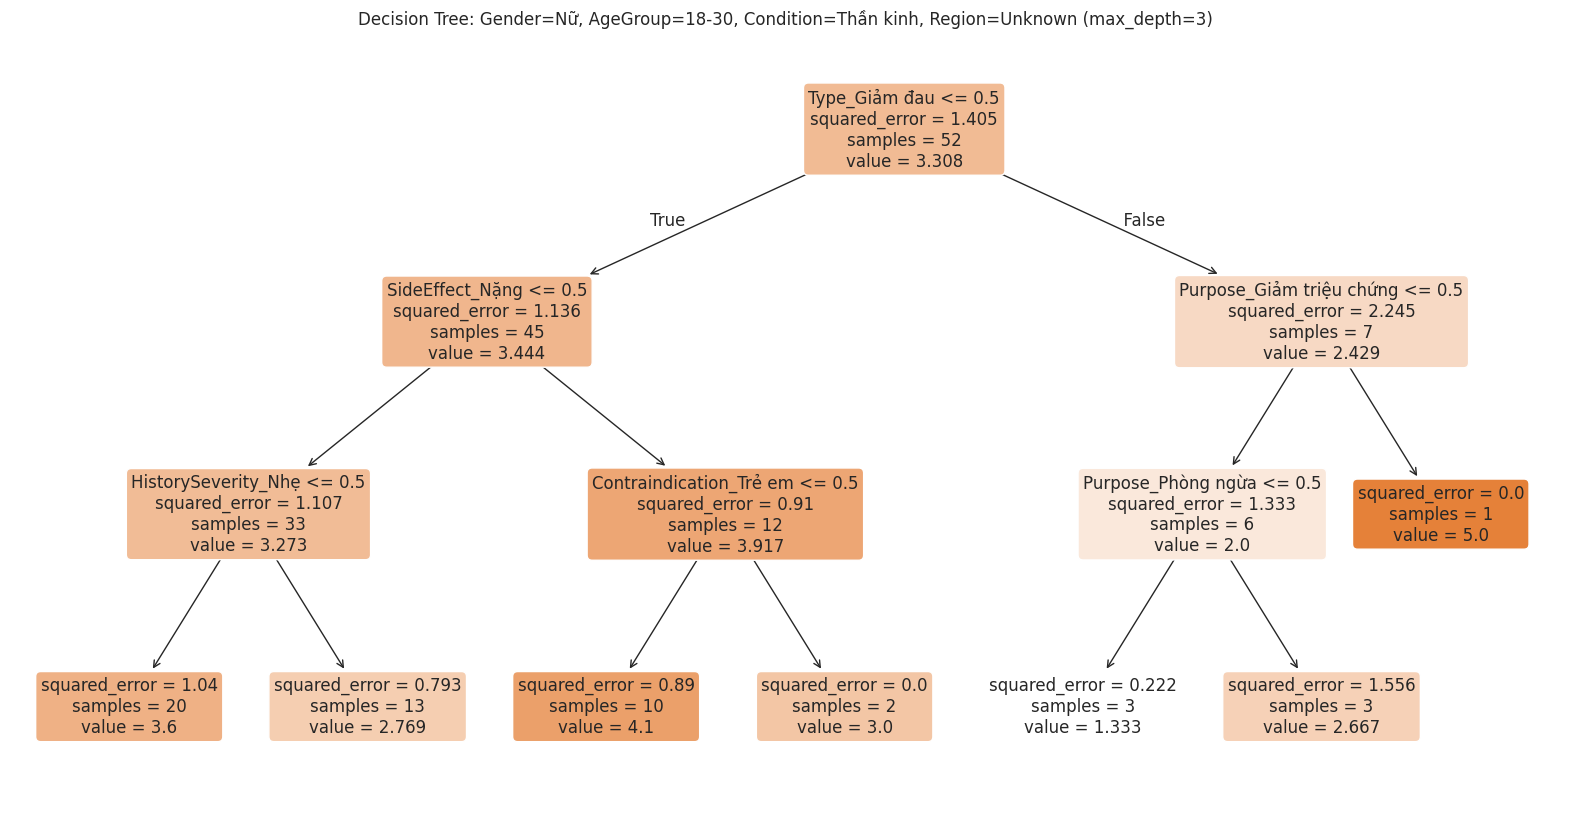 Decision Tree: Gender=Nữ, AgeGroup=18-30, Condition=Thần kinh, Region=Unknown (max_depth=3)
Type_Giảm đau <= 0.5
squared_error = 1.405
samples = 52
value = 3.308
True
False
SideEffect_Nặng <= 0.5
squared_error = 1.136
samples = 45
value = 3.444
Purpose_Giảm triệu chứng <= 0.5
squared_error = 2.245
samples = 7
value = 2.429
HistorySeverity_Nhẹ <= 0.5
squared_error = 1.107
samples = 33
value = 3.273
Contraindication_Trẻ em <= 0.5
squared_error = 0.91
samples = 12
value = 3.917
Purpose_Phòng ngừa <= 0.5
squared_error = 1.333
samples = 6
value = 2.0
squared_error = 0.0
samples = 1
value = 5.0
squared_error = 1.04
samples = 20
value = 3.6
squared_error = 0.793
samples = 13
value = 2.769
squared_error = 0.89
samples = 10
value = 4.1
squared_error = 0.0
samples = 2
value = 3.0
squared_error = 0.222
samples = 3
value = 1.333
squared_error = 1.556
samples = 3
value = 2.667